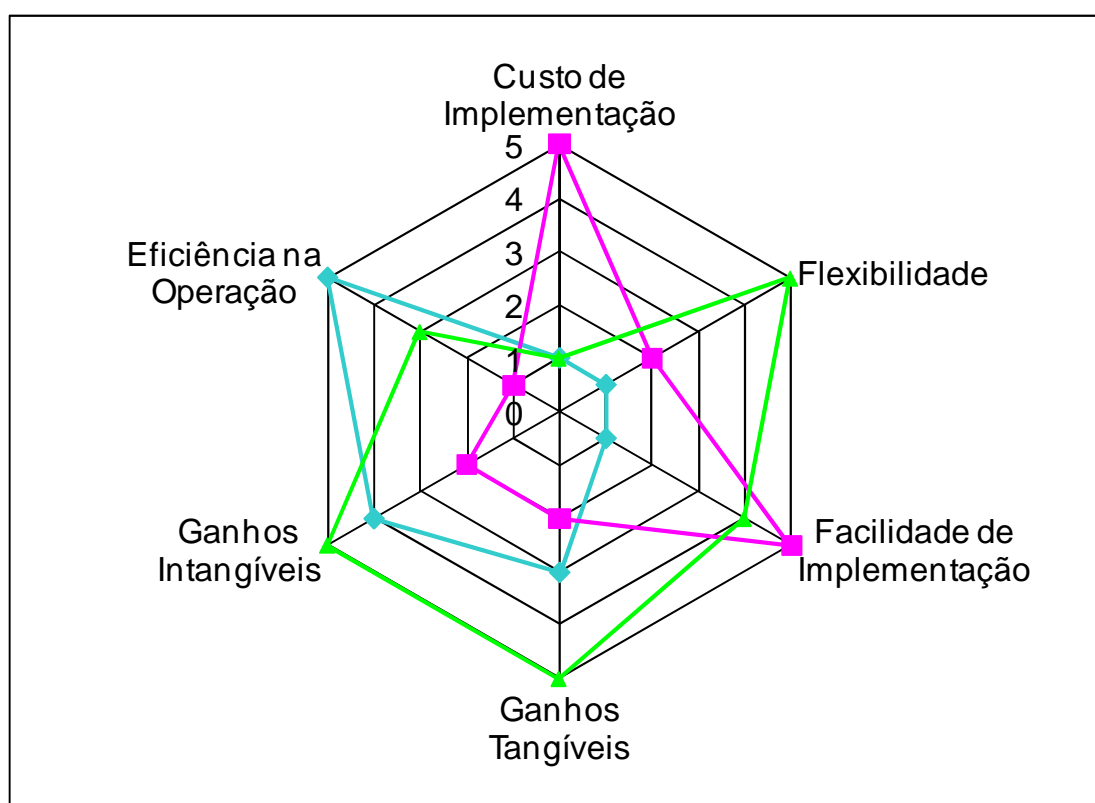 Custo de
Implementação
5
4
3
2
1
0
Flexibilidade
Facilidade de
Implementação
Ganhos
Tangíveis
Ganhos
Intangíveis
Eficiência na
Operação